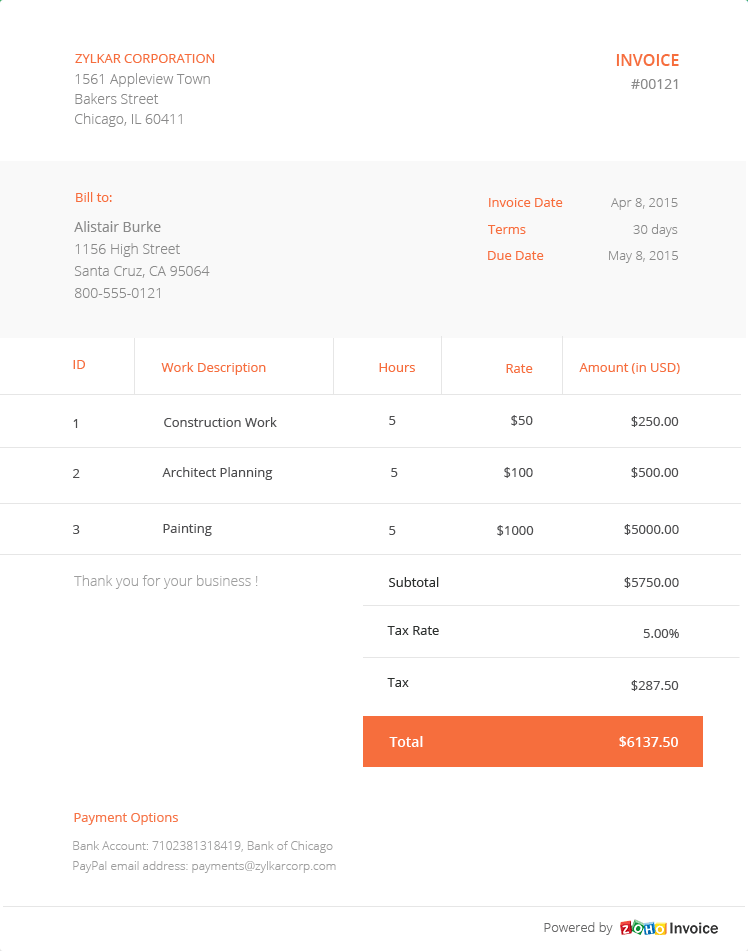 ZYLKAR CORPORATION
1561 Appleview Town
Bakers Street
Chicago, IL 60411
INVOICE
#00121
Bill to:
Alistair Burke
1156 High Street
Santa Cruz, CA 95064
800-555-0121
Invoice Date Apr 8, 2015
Terms 30 days
Due Date May 8, 2015
ID Work Description Hours Rate Amount (in USD)
1 Construction Work 5 $50 $250.00
2 Architect Planning 5 $100 $500.00
3 Painting 5 $1000 $5000.00
Thank you for your business !
Subtotal $5750.00
Tax Rate 5.00%
Tax $287.50
Total $6137.50
Payment Options
Bank Account: 7102381318419, Bank of Chicago
PayPal email address: payments@zylkarcorp.com
Powered by ZOHO Invoice